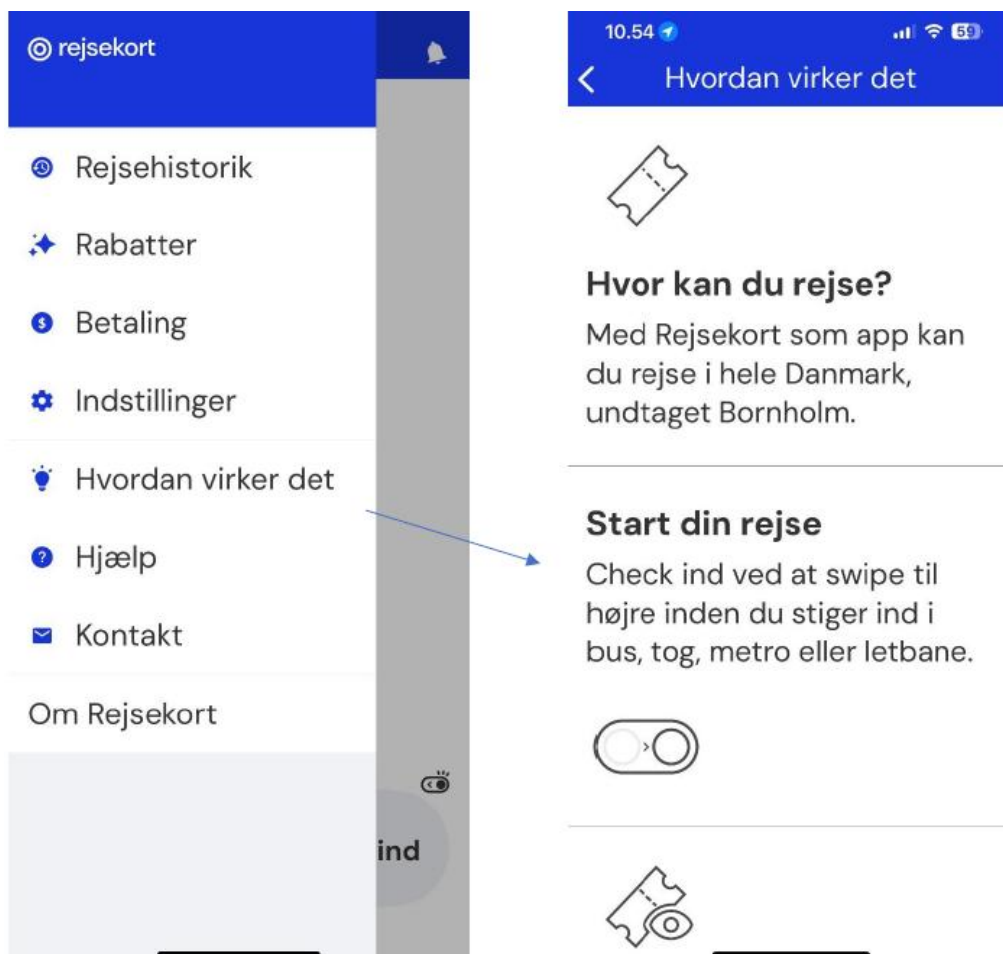 rejsekort
Rejsehistorik
Rabatter
Betaling
Indstillinger
Hvordan virker det
Hjælp
Kontakt
Om Rejsekort
ind
10.54
59
Hvordan virker det
Hvor kan du rejse?
Med Rejsekort som app kan
du rejse i hele Danmark,
undtaget Bornholm.
Start din rejse
Check ind ved at swipe til
højre inden du stiger ind i
bus, tog, metro eller letbane.